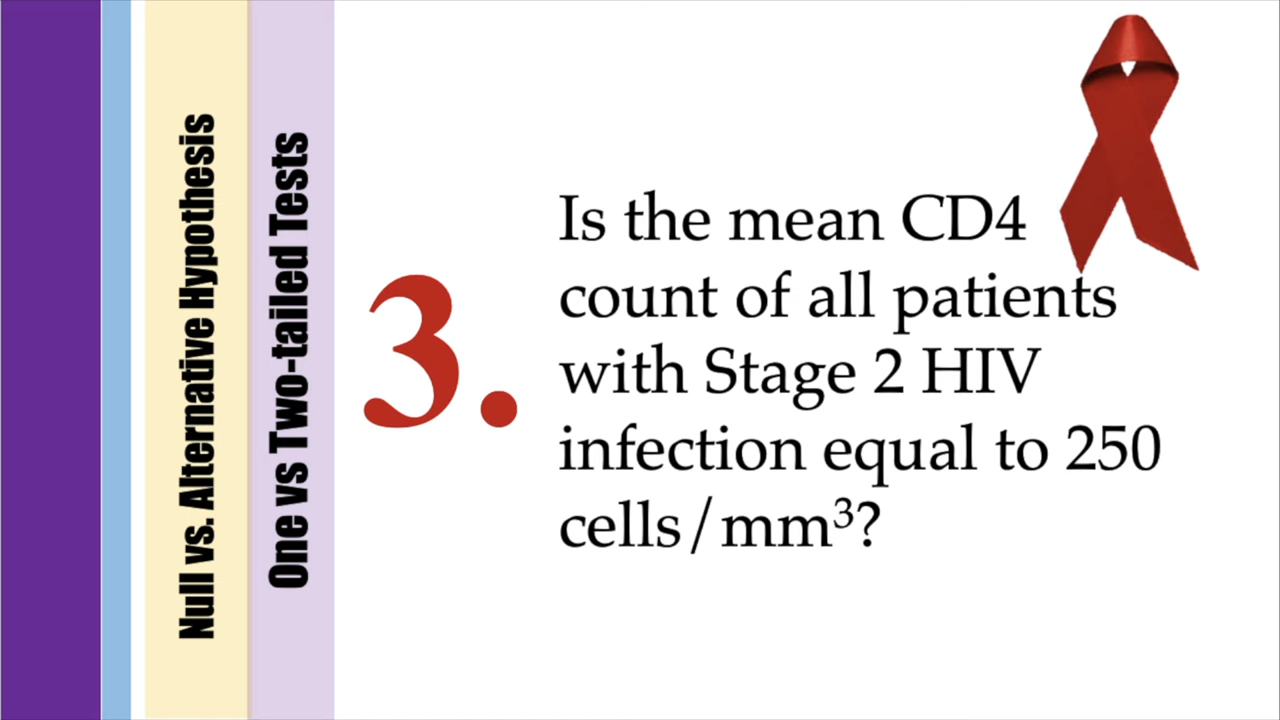 Null vs. Alternative Hypothesis
One vs Two-tailed Tests
3.
Is the mean CD4
count of all patients
with Stage 2 HIV
infection equal to 250
cells/mm³?